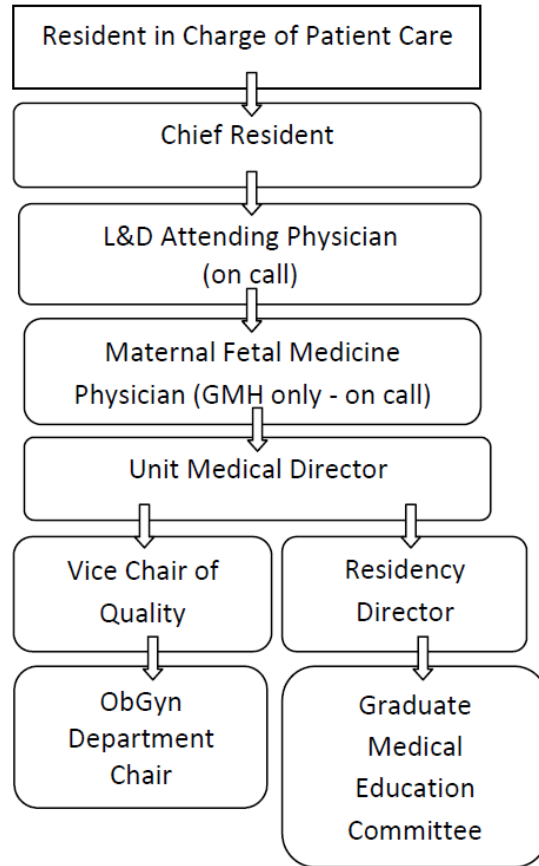 Resident in Charge of Patient Care
Chief Resident
L&D Attending Physician
(on call)
Maternal Fetal Medicine
Physician (GMH only - on call)
Unit Medical Director
Vice Chair of
Quality
Residency
Director
ObGyn
Department
Chair
Graduate
Medical
Education
Committee